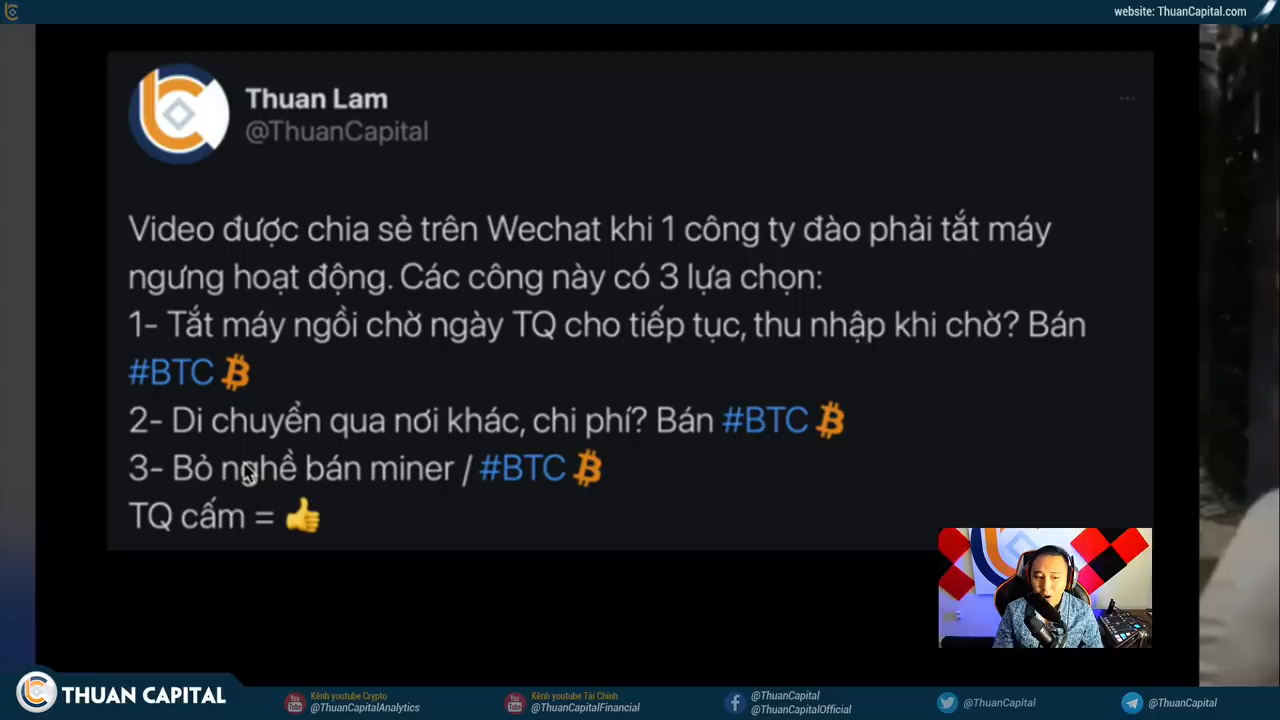 website: ThuanCapital.com
Thuan Lam
@ThuanCapital
Video được chia sẻ trên Wechat khi 1 công ty đào phải tắt máy
ngưng hoạt động. Các công này có 3 lựa chọn:
1- Tắt máy ngồi chờ ngày TQ cho tiếp tục, thu nhập khi chờ? Bán
#BTC
2- Di chuyển qua nơi khác, chi phí? Bán #BTC
3- Bỏ nghề bán miner / #BTC
TQ cấm = 👍
THUAN CAPITAL
Kênh youtube Crypto
@ThuanCapitalAnalytics
Kênh youtube Tài Chính
@ThuanCapitalFinancial
@ThuanCapital
@ThuanCapitalOfficial
@ThuanCapital
@ThuanCapital